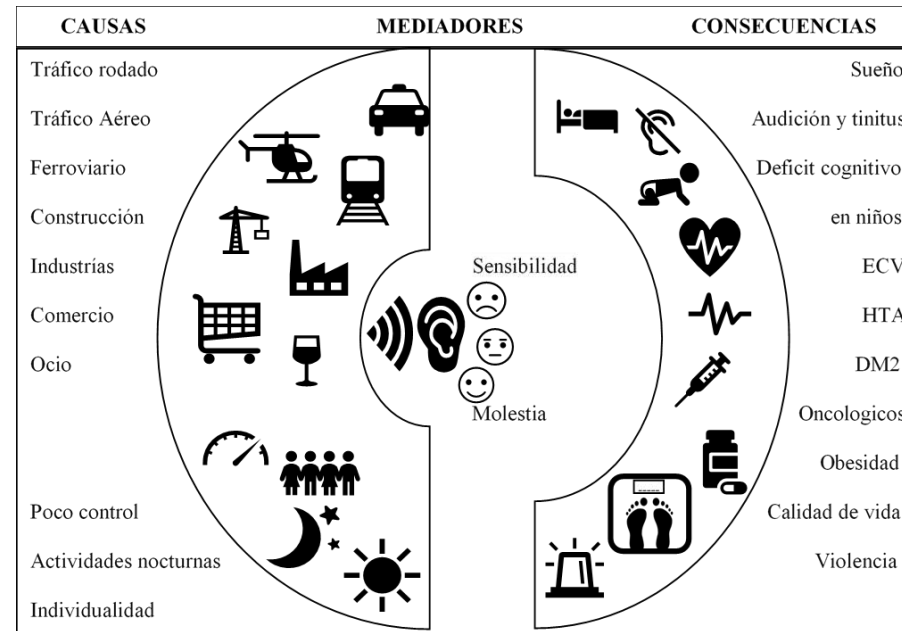 CAUSAS
MEDIADORES
CONSECUENCIAS
Tráfico rodado
Tráfico Aéreo
Ferroviario
Construcción
Industrías
Comercio
Ocio
Poco control
Actividades nocturnas
Individualidad
Sensibilidad
Molestia
Sueño
Audición y tinitus
Deficit cognitivo
en niños
ECV
HTA
DM2
Oncologicos
Obesidad
Calidad de vida
Violencia